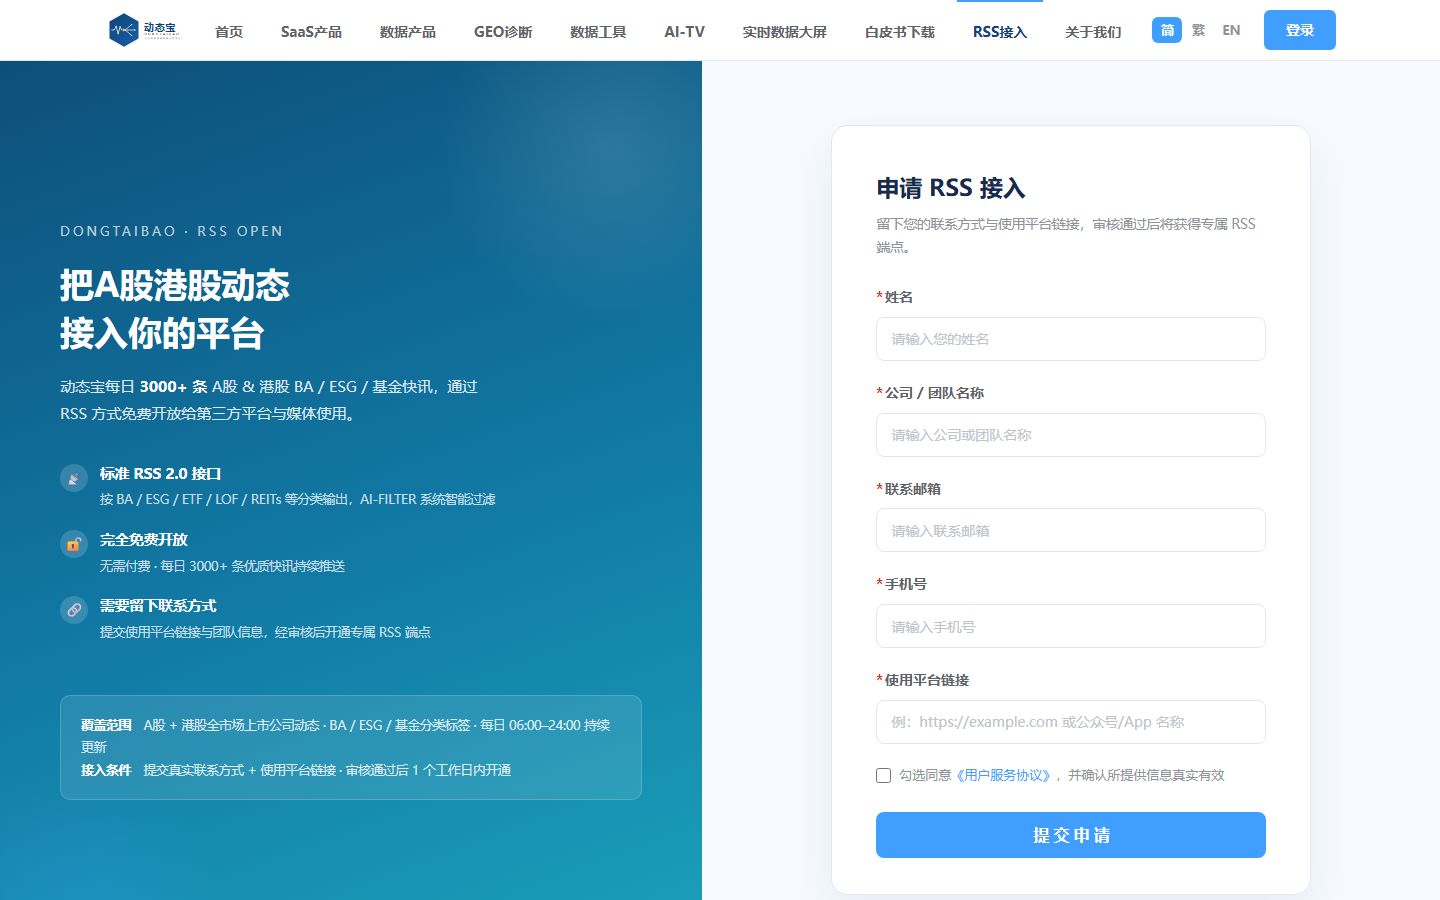 动态宝
首页
SaaS产品
数据产品
GEO诊断
数据工具
AI-TV
实时数据大屏
白皮书下载
RSS接入
关于我们
简
繁
EN
登录
DONGTAIBAO · RSS OPEN
把A股港股动态
接入你的平台
动态宝每日 3000+ 条 A股 & 港股 BA / ESG / 基金快讯，通过
RSS 方式免费开放给第三方平台与媒体使用。
标准 RSS 2.0 接口
按 BA / ESG / ETF / LOF / REITs 等分类输出，AI-FILTER 系统智能过滤
完全免费开放
无需付费 · 每日 3000+ 条优质快讯持续推送
需要留下联系方式
提交使用平台链接与团队信息，经审核后开通专属 RSS 端点
覆盖范围 A股 + 港股全市场上市公司动态 · BA / ESG / 基金分类标签 · 每日 06:00–24:00 持续
更新
接入条件 提交真实联系方式 + 使用平台链接 · 审核通过后 1 个工作日内开通
申请 RSS 接入
留下您的联系方式与使用平台链接，审核通过后将获得专属 RSS
端点。
*姓名
请输入您的姓名
*公司 / 团队名称
请输入公司或团队名称
*联系邮箱
请输入联系邮箱
*手机号
请输入手机号
*使用平台链接
例：https://example.com 或公众号/App 名称
勾选同意《用户服务协议》，并确认所提供信息真实有效
提交申请